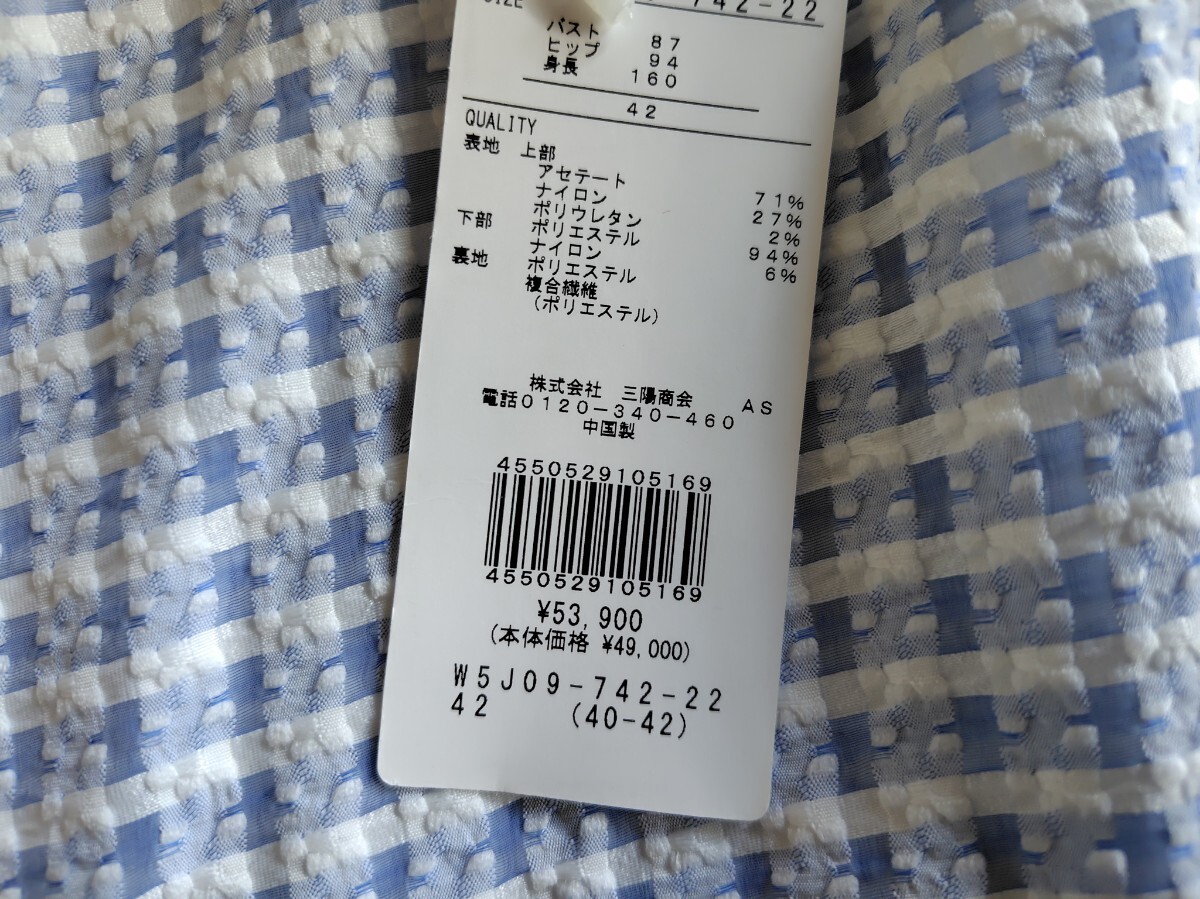 SIZE
742-22
バスト 87
ヒップ 94
身長 160
42
QUALITY
表地 上部
アセテート 71%
ナイロン 27%
ポリウレタン 2%
下部 ポリエステル 94%
ナイロン 6%
裏地 ポリエステル
複合繊維
(ポリエステル)
株式会社 三陽商会 AS
電話0120-340-460
中国製
4550529105169
4550529105169
¥53,900
(本体価格 ¥49,000)
W5J09-742-22
42 (40-42)